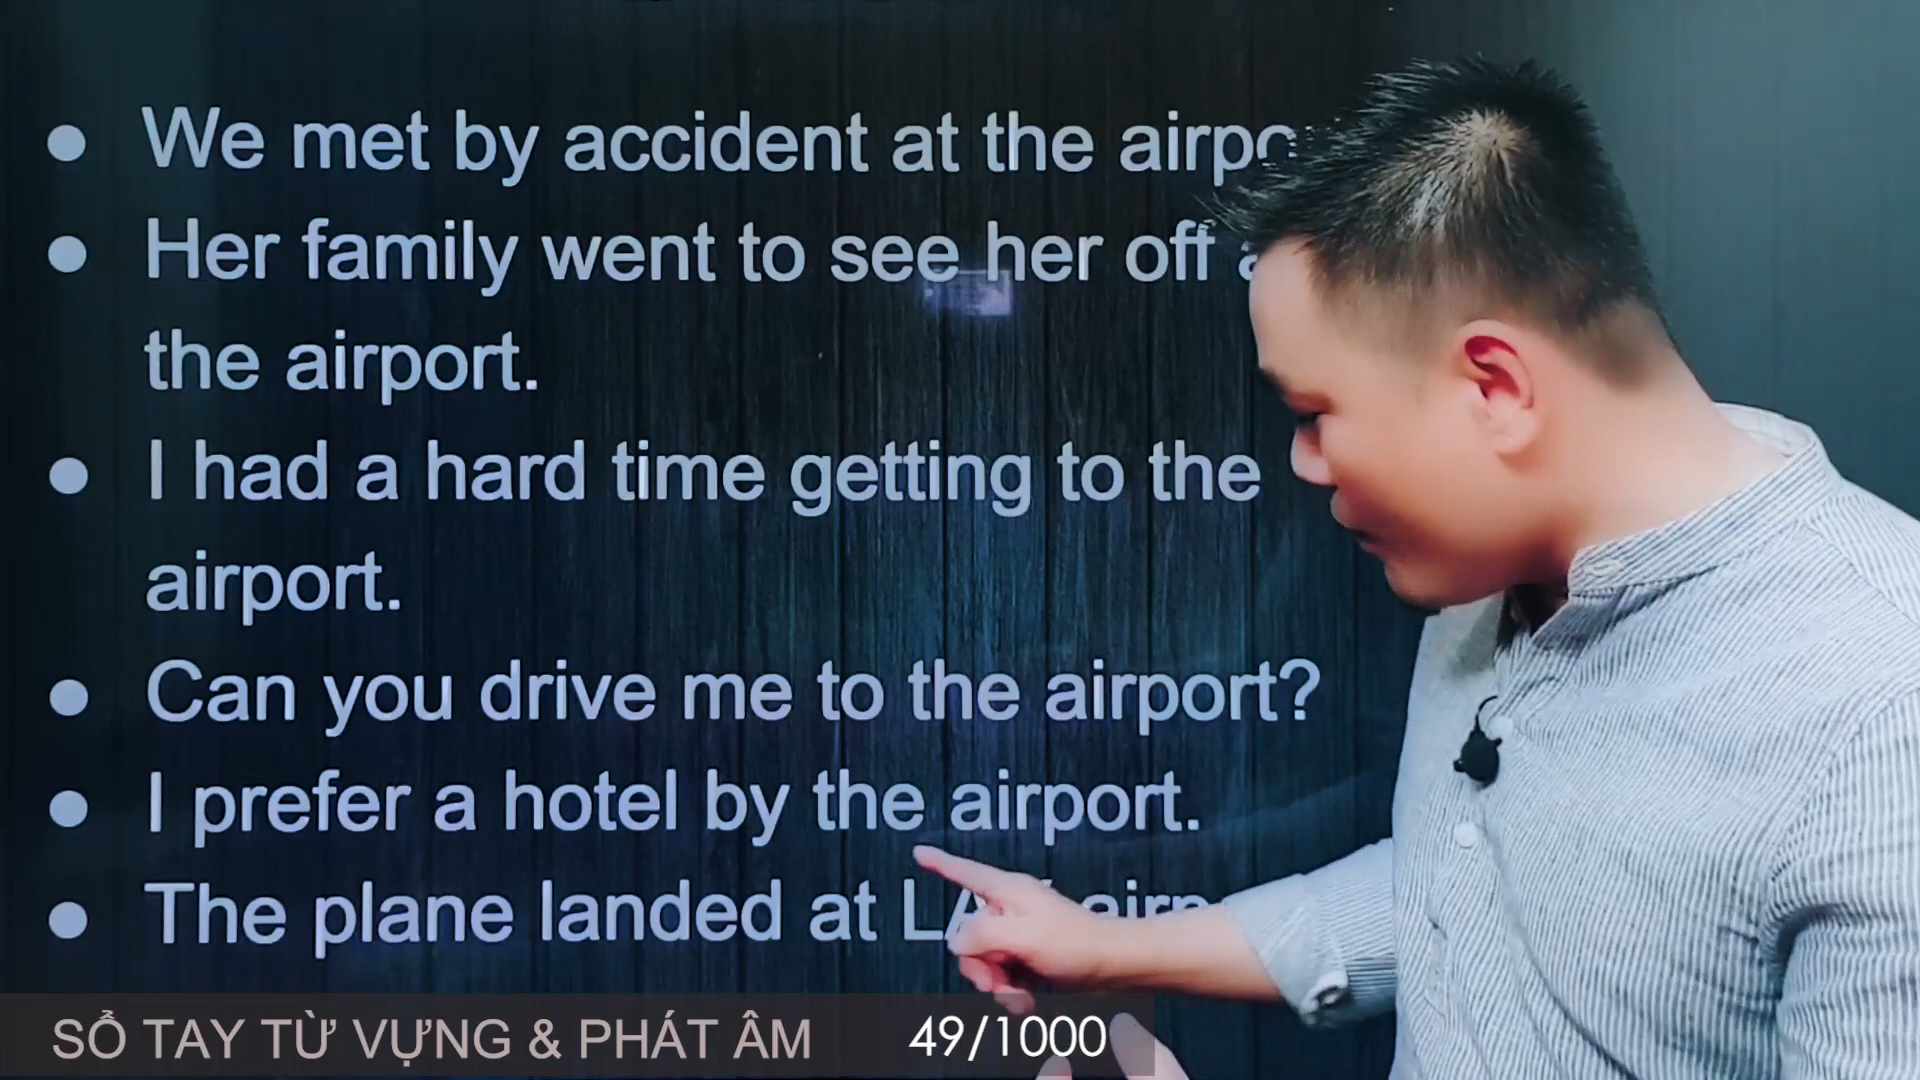 We met by accident at the
Her family went to see her off
the airport.
I had a hard time getting to the
airport.
Can you drive me to the airport?
I prefer a hotel by the airport.
The plane landed at
SỔ TAY TỪ VỰNG & PHÁT ÂM 49/1000